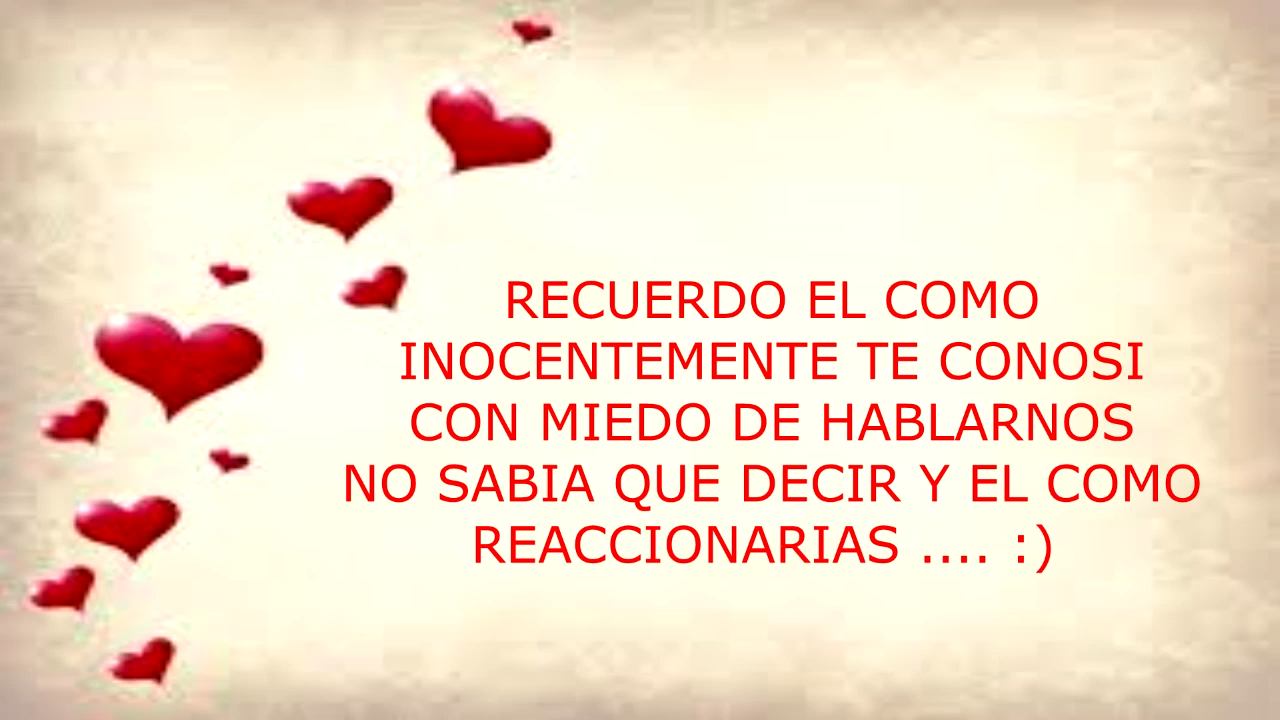 RECUERDO EL COMO
INOCENTEMENTE TE CONOSI
CON MIEDO DE HABLARNOS
NO SABIA QUE DECIR Y EL COMO
REACCIONARIAS .... :)